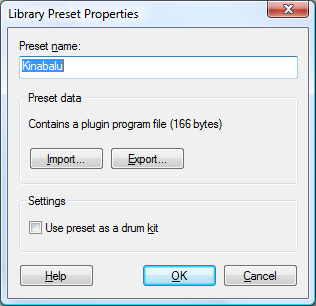 Library Preset Properties
Preset name:
Kinabalu
Preset data
Contains a plugin program file (166 bytes)
Import... Export...
Settings
Use preset as a drum kit
Help OK Cancel